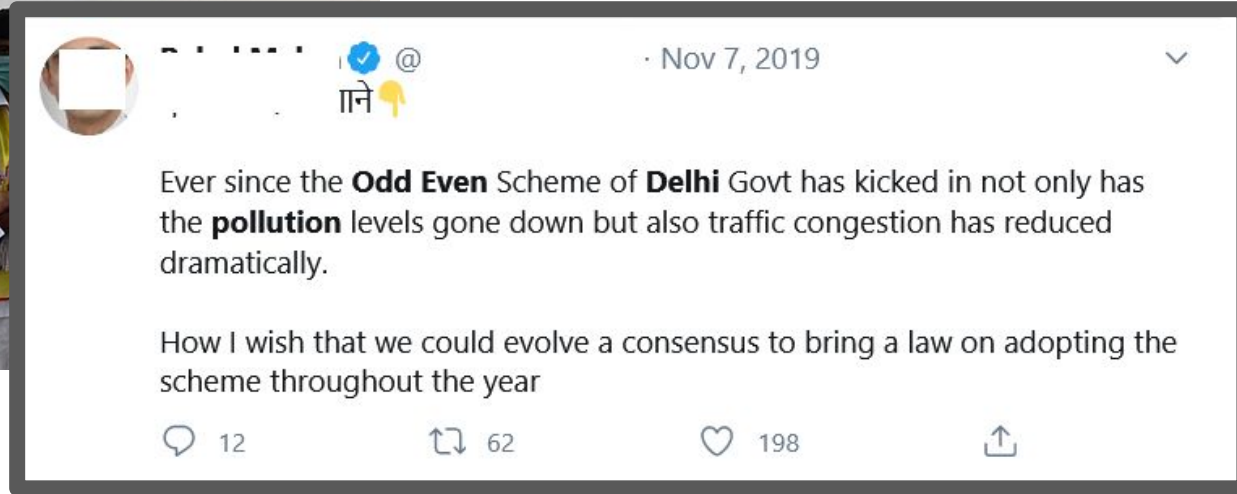 @ · Nov 7, 2019
Ever since the Odd Even Scheme of Delhi Govt has kicked in not only has
the pollution levels gone down but also traffic congestion has reduced
dramatically.
How I wish that we could evolve a consensus to bring a law on adopting the
scheme throughout the year
12 62 198